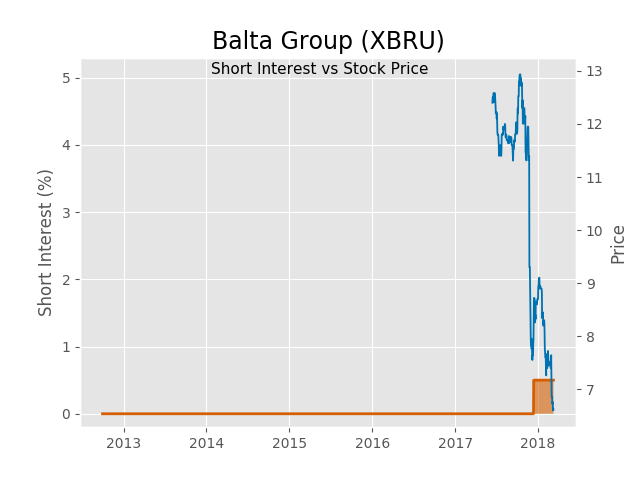 Balta Group (XBRU)
Short Interest vs Stock Price
Short Interest (%)
5
4
3
2
1
0
13
12
11
10
9
8
7
Price
2013 2014 2015 2016 2017 2018